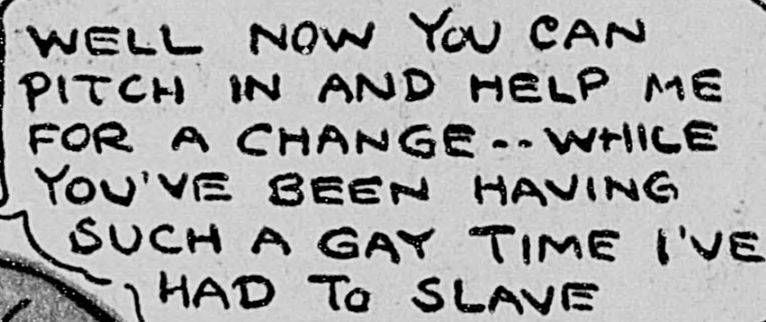 WELL NOW YOU CAN
PITCH IN AND HELP ME
FOR A CHANGE -- WHILE
YOU'VE BEEN HAVING
SUCH A GAY TIME I'VE
HAD TO SLAVE